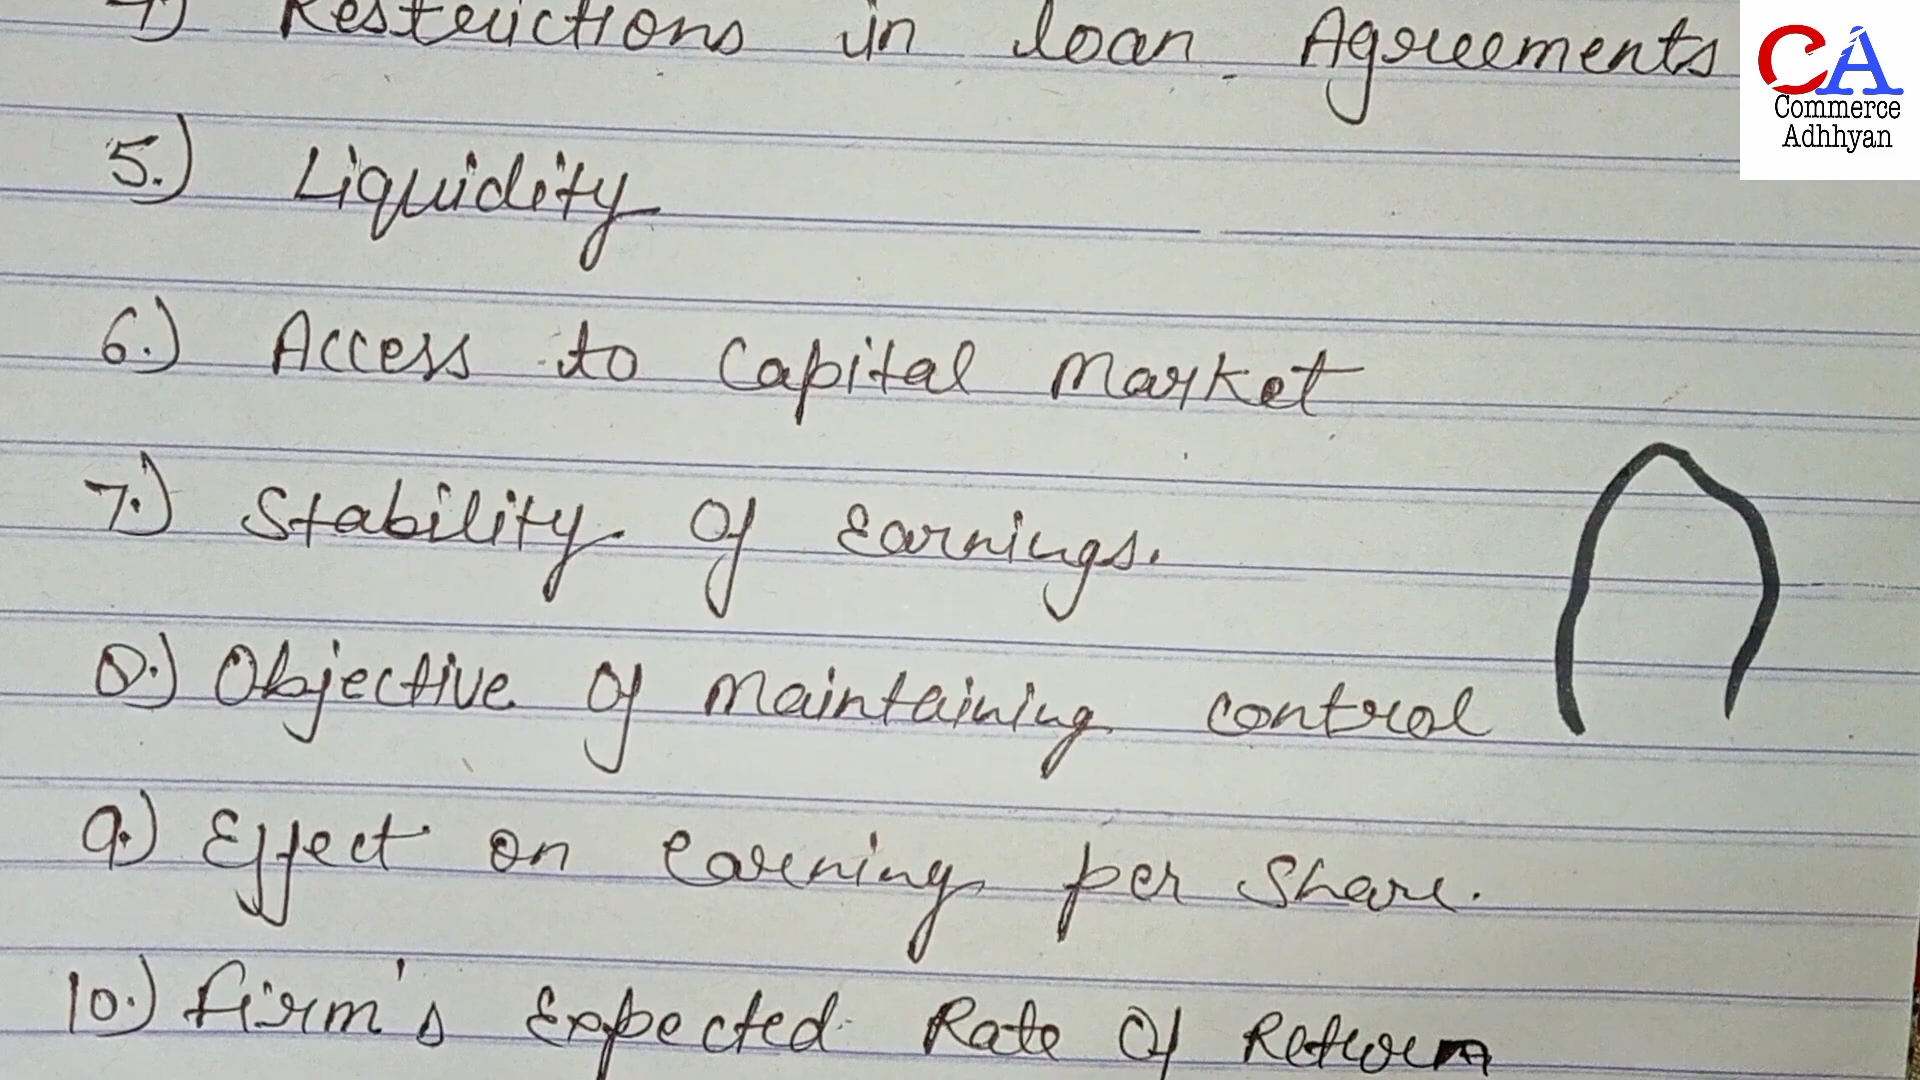 4.) Restrictions in loan Agreements
CA
Commerce
Adhhyan
5.) Liquidity
6.) Access to Capital Market
7.) Stability Of Earnings.
8.) Objective Of Maintaining control
9.) Effect on earning per Share.
10.) firm's Expected Rate Of Return